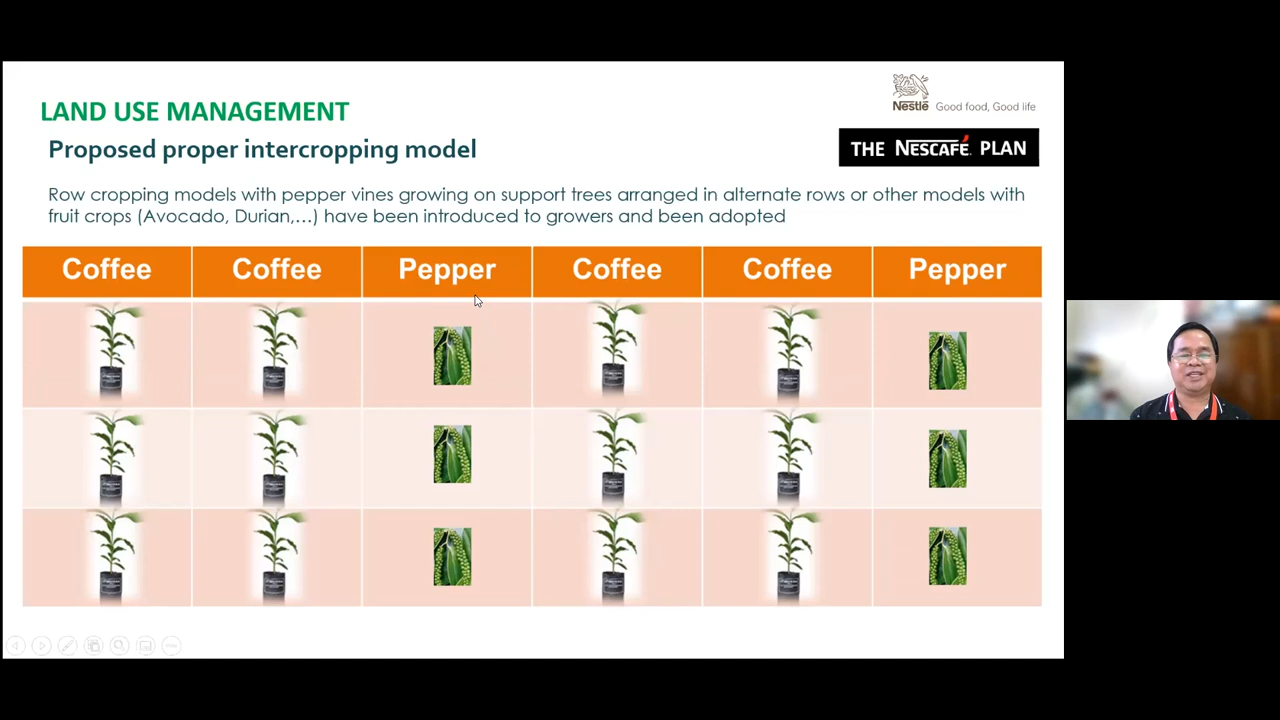 LAND USE MANAGEMENT
Proposed proper intercropping model
Nestlé Good food, Good life
THE NESCAFÉ PLAN
Row cropping models with pepper vines growing on support trees arranged in alternate rows or other models with
fruit crops (Avocado, Durian,...) have been introduced to growers and been adopted
Coffee Coffee Pepper Coffee Coffee Pepper